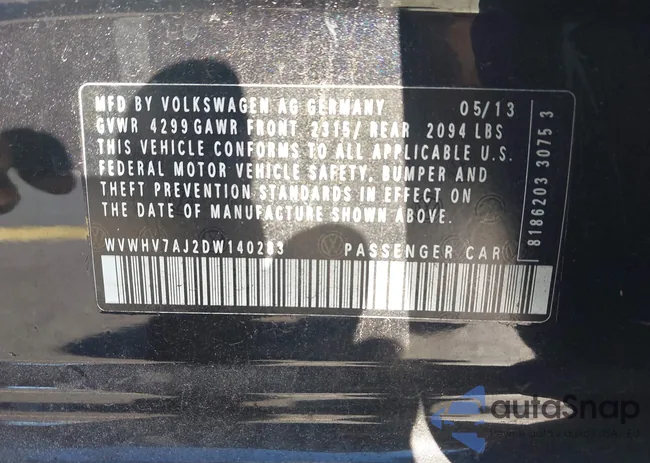 MFD BY VOLKSWAGEN AG GERMANY 05/13
GVWR 4299 GAWR FRONT 2315/ REAR 2094 LBS
THIS VEHICLE CONFORMS TO ALL APPLICABLE U.S.
FEDERAL MOTOR VEHICLE SAFETY, BUMPER AND
THEFT PREVENTION STANDARDS IN EFFECT ON
THE DATE OF MANUFACTURE SHOWN ABOVE.
WVWHV7AJ2DW140283 PASSENGER CAR
8186203 3075 3
autoSnap